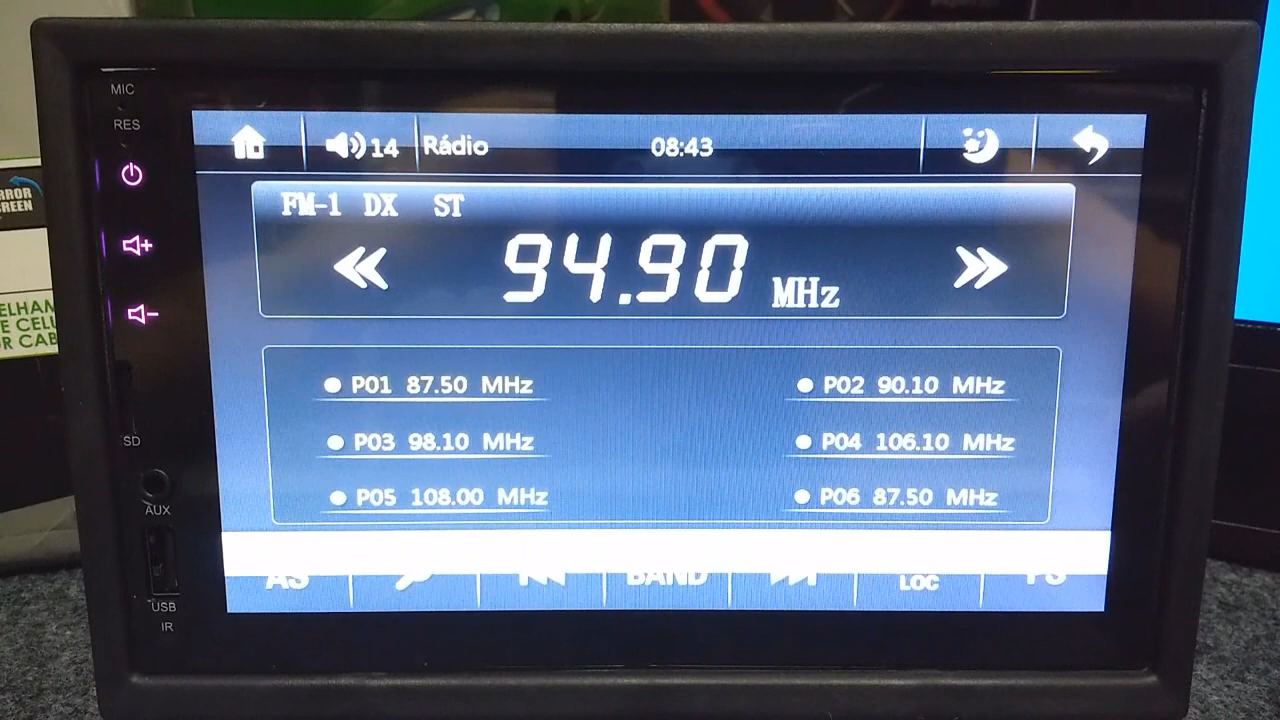 MIC
RES
14 Rádio 08:43
FM-1 DX ST
94.90 MHz
P01 87.50 MHz P02 90.10 MHz
P03 98.10 MHz P04 106.10 MHz
P05 108.00 MHz P06 87.50 MHz
AS BAND LOC PS
SD
AUX
USB
IR